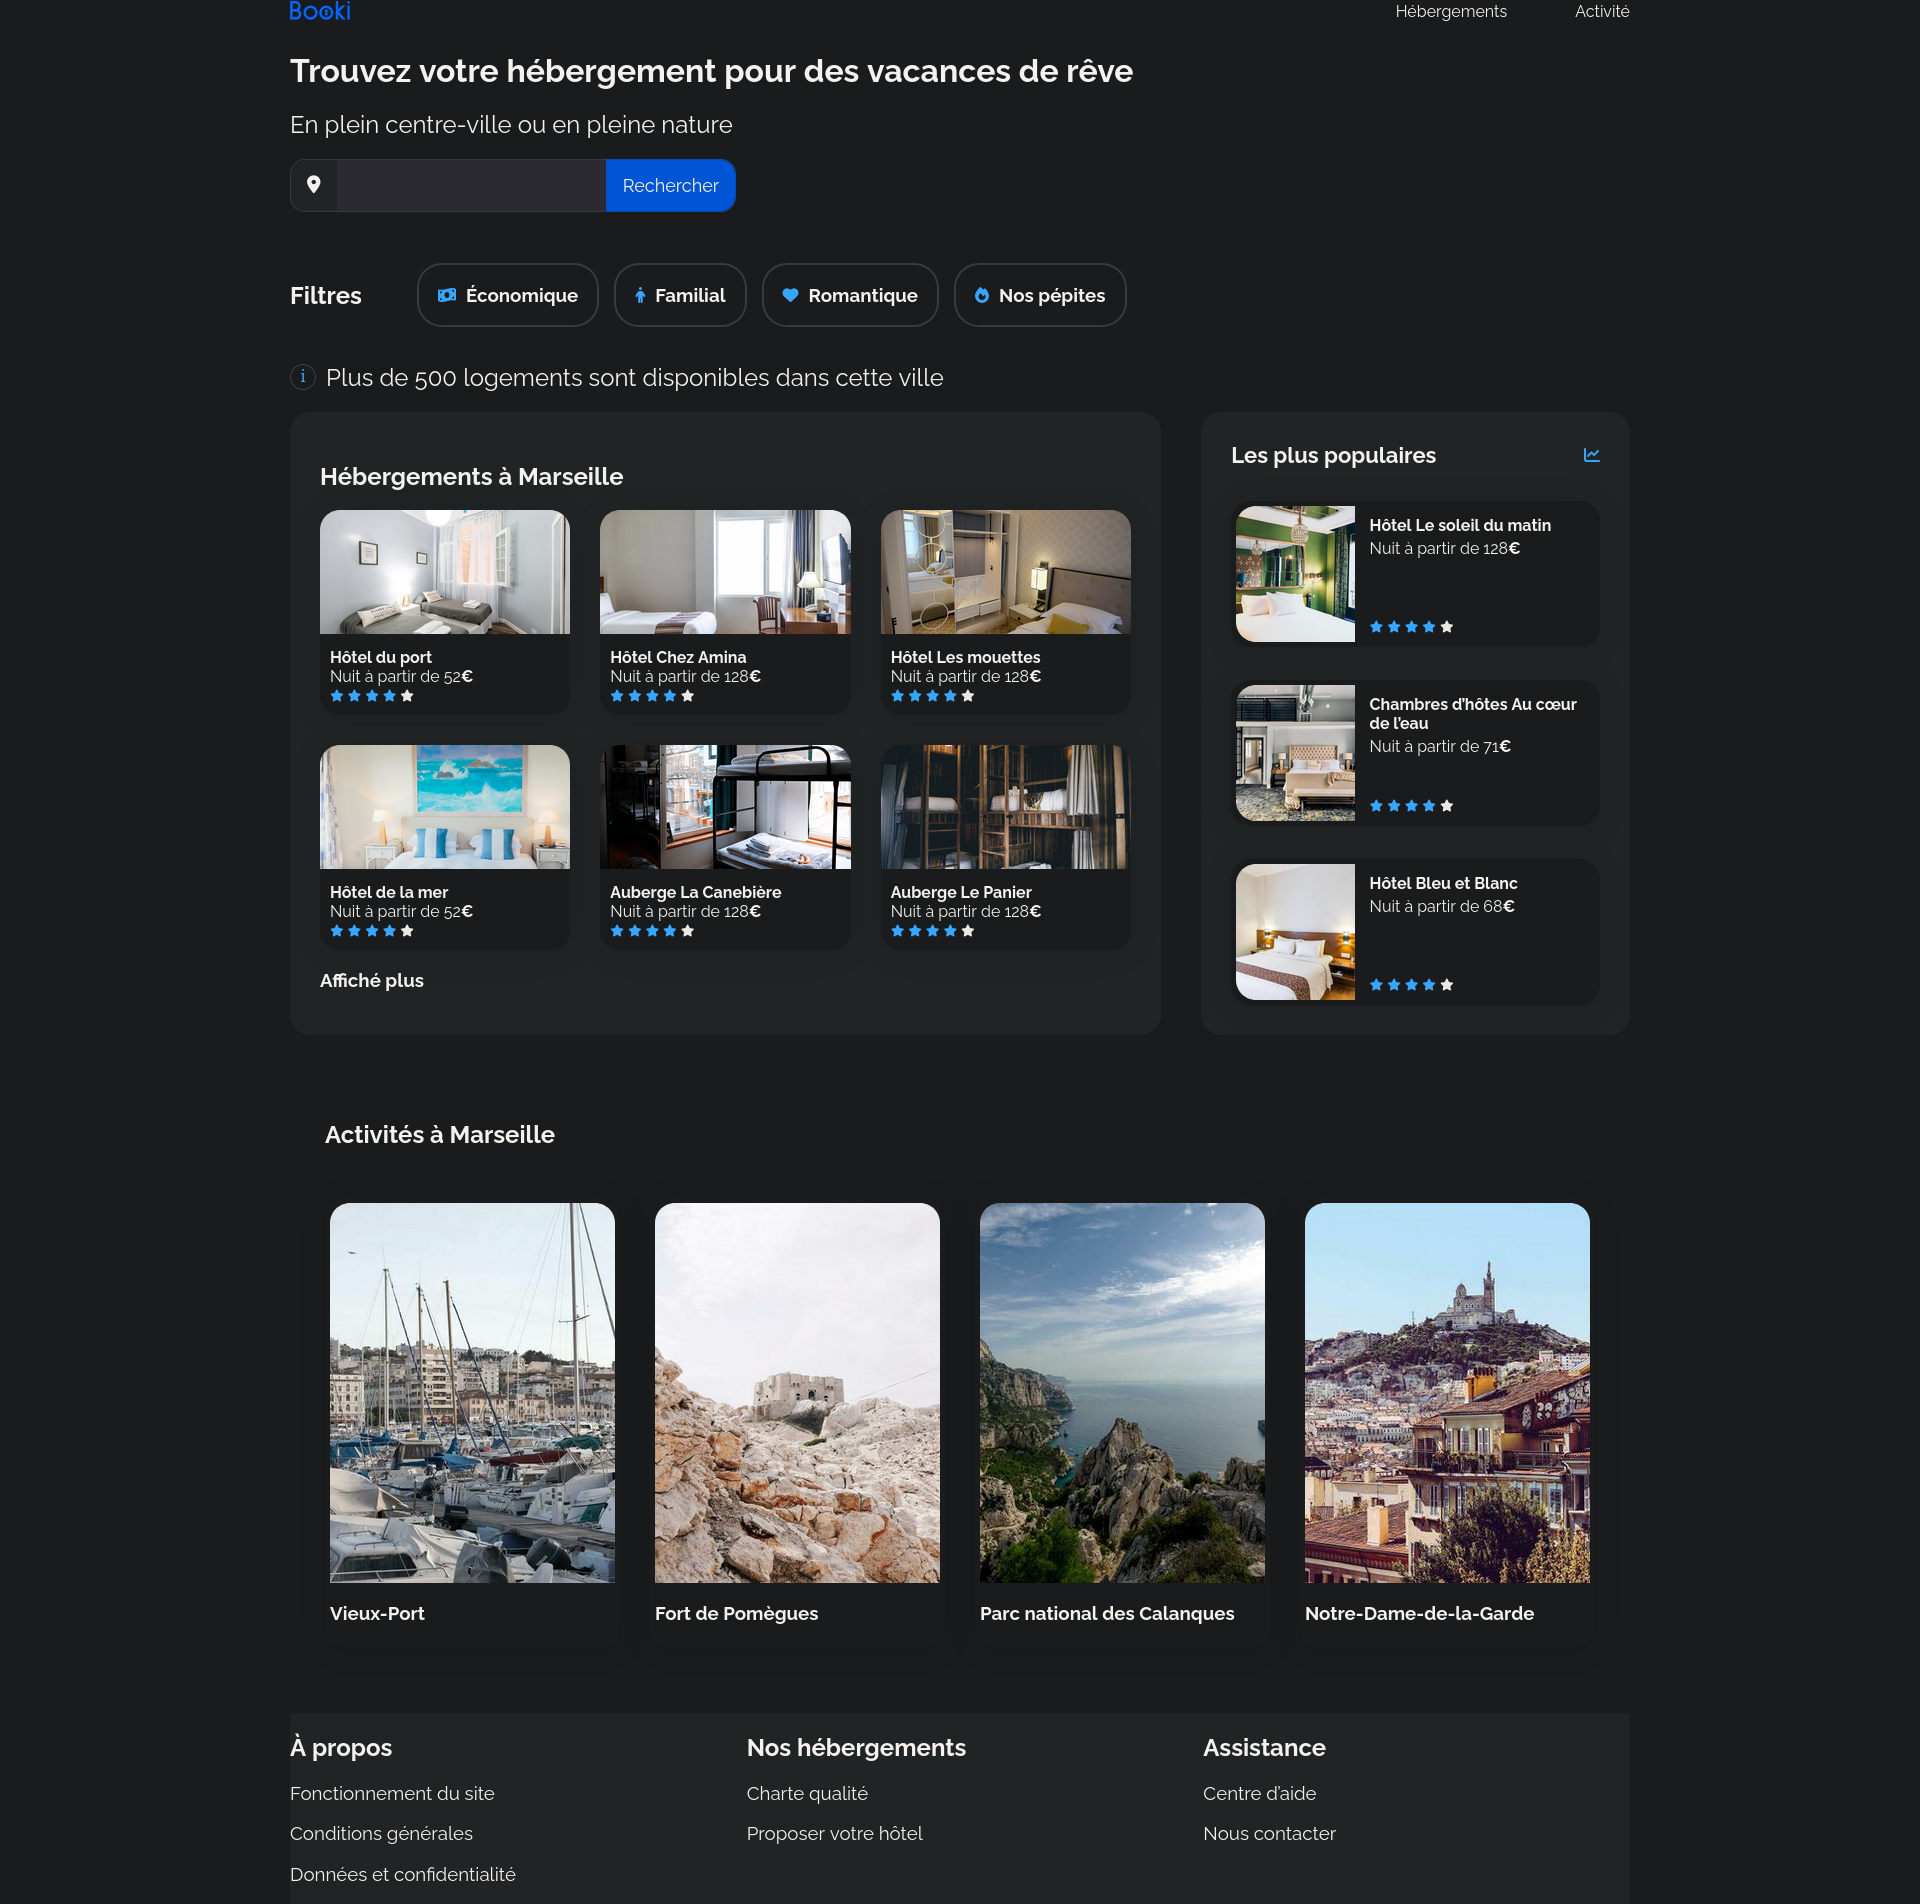 Booki
Hébergements
Activité
Trouvez votre hébergement pour des vacances de rêve
En plein centre-ville ou en pleine nature
Rechercher
Filtres
Économique
Familial
Romantique
Nos pépites
i
Plus de 500 logements sont disponibles dans cette ville
Hébergements à Marseille
Hôtel du port
Nuit à partir de 52€
Hôtel Chez Amina
Nuit à partir de 128€
Hôtel Les mouettes
Nuit à partir de 128€
Hôtel de la mer
Nuit à partir de 52€
Auberge La Canebière
Nuit à partir de 128€
Auberge Le Panier
Nuit à partir de 128€
Affiché plus
Les plus populaires
Hôtel Le soleil du matin
Nuit à partir de 128€
Chambres d’hôtes Au cœur
de l’eau
Nuit à partir de 71€
Hôtel Bleu et Blanc
Nuit à partir de 68€
Activités à Marseille
Vieux-Port
Fort de Pomègues
Parc national des Calanques
Notre-Dame-de-la-Garde
À propos
Fonctionnement du site
Conditions générales
Données et confidentialité
Nos hébergements
Charte qualité
Proposer votre hôtel
Assistance
Centre d’aide
Nous contacter